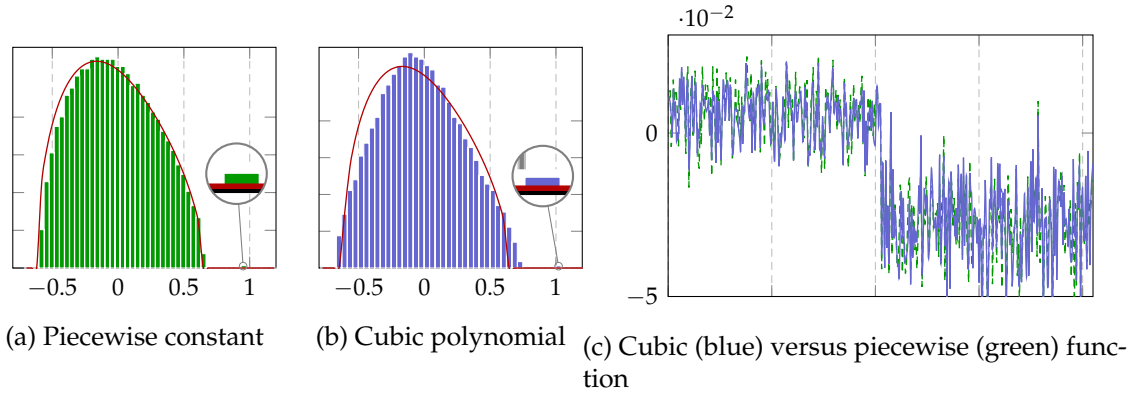 ·10⁻²
0
−5
−0.5 0 0.5 1
−0.5 0 0.5 1
(a) Piecewise constant
(b) Cubic polynomial
(c) Cubic (blue) versus piecewise (green) func-
tion